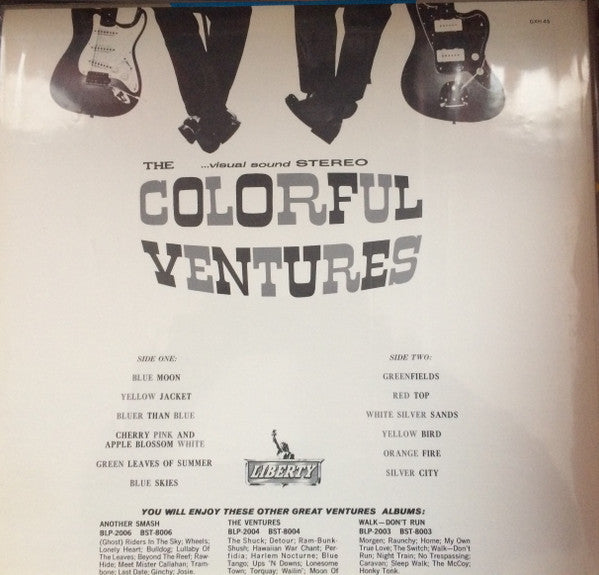 GXH 45
THE ...visual sound STEREO
COLORFUL
VENTURES
SIDE ONE:
BLUE MOON
YELLOW JACKET
BLUER THAN BLUE
CHERRY PINK AND
APPLE BLOSSOM WHITE
GREEN LEAVES OF SUMMER
BLUE SKIES
SIDE TWO:
GREENFIELDS
RED TOP
WHITE SILVER SANDS
YELLOW BIRD
ORANGE FIRE
SILVER CITY
LIBERTY
YOU WILL ENJOY THESE OTHER GREAT VENTURES ALBUMS:
ANOTHER SMASH
BLP-2006 BST-8006
(Ghost) Riders In The Sky; Wheels;
Lonely Heart; Bulldog; Lullaby Of
The Leaves; Beyond The Reef; Raw-
Hide; Meet Mister Callahan; Tram-
bone; Last Date; Ginchy; Josie.
THE VENTURES
BLP-2004 BST-8004
The Shuck; Detour; Ram-Bunk-
Shush; Hawaiian War Chant; Per-
fidia; Harlem Nocturne; Blue
Tango; Ups 'N Downs; Lonesome
Town; Torquay; Wailin'; Moon Of
WALK—DON'T RUN
BLP-2003 BST-8003
Morgen; Raunchy; Home; My Own
True Love; The Switch; Walk—Don't
Run; Night Train; No Trespassing;
Caravan; Sleep Walk; The McCoy;
Honky Tonk.